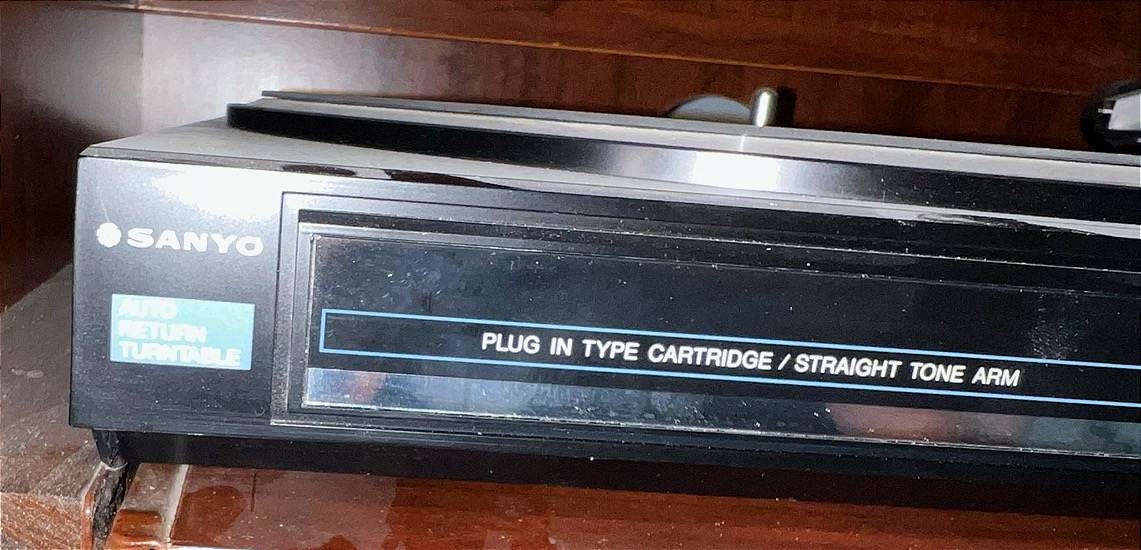 SANYO
AUTO
RETURN
TURNTABLE
PLUG IN TYPE CARTRIDGE / STRAIGHT TONE ARM